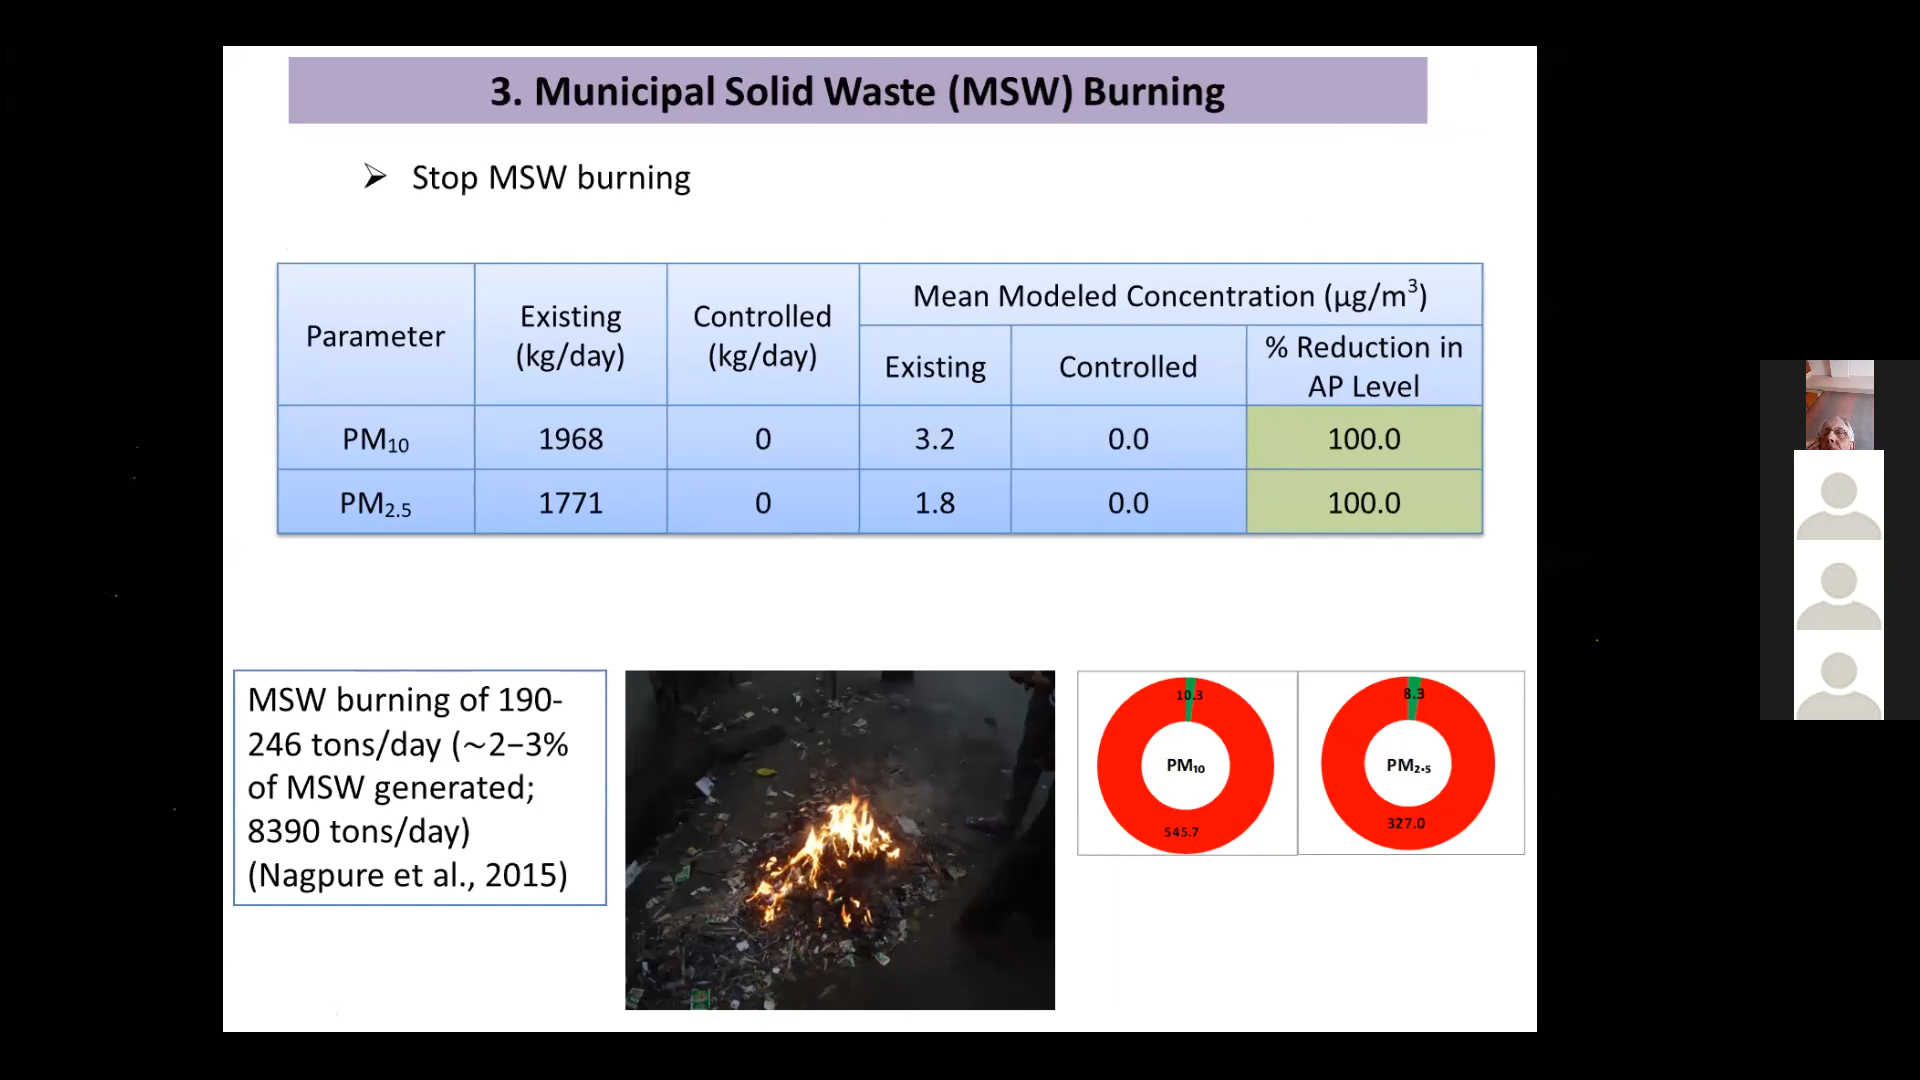 3. Municipal Solid Waste (MSW) Burning
➢ Stop MSW burning
Parameter
Existing
(kg/day)
Controlled
(kg/day)
Mean Modeled Concentration (µg/m³)
Existing
Controlled
% Reduction in
AP Level
PM₁₀ 1968 0 3.2 0.0 100.0
PM₂.₅ 1771 0 1.8 0.0 100.0
MSW burning of 190-
246 tons/day (∼2−3%
of MSW generated;
8390 tons/day)
(Nagpure et al., 2015)
10.3
PM₁₀
545.7
8.3
PM₂.₅
327.0